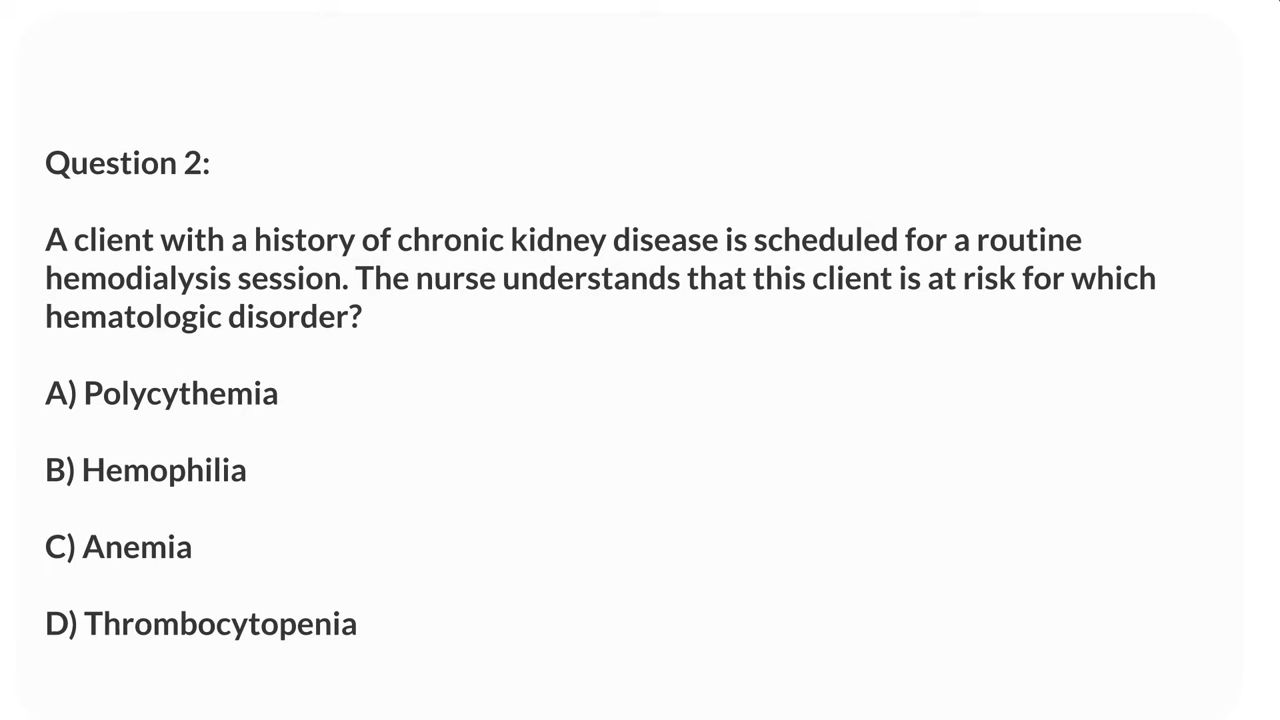 Question 2:
A client with a history of chronic kidney disease is scheduled for a routine
hemodialysis session. The nurse understands that this client is at risk for which
hematologic disorder?
A) Polycythemia
B) Hemophilia
C) Anemia
D) Thrombocytopenia